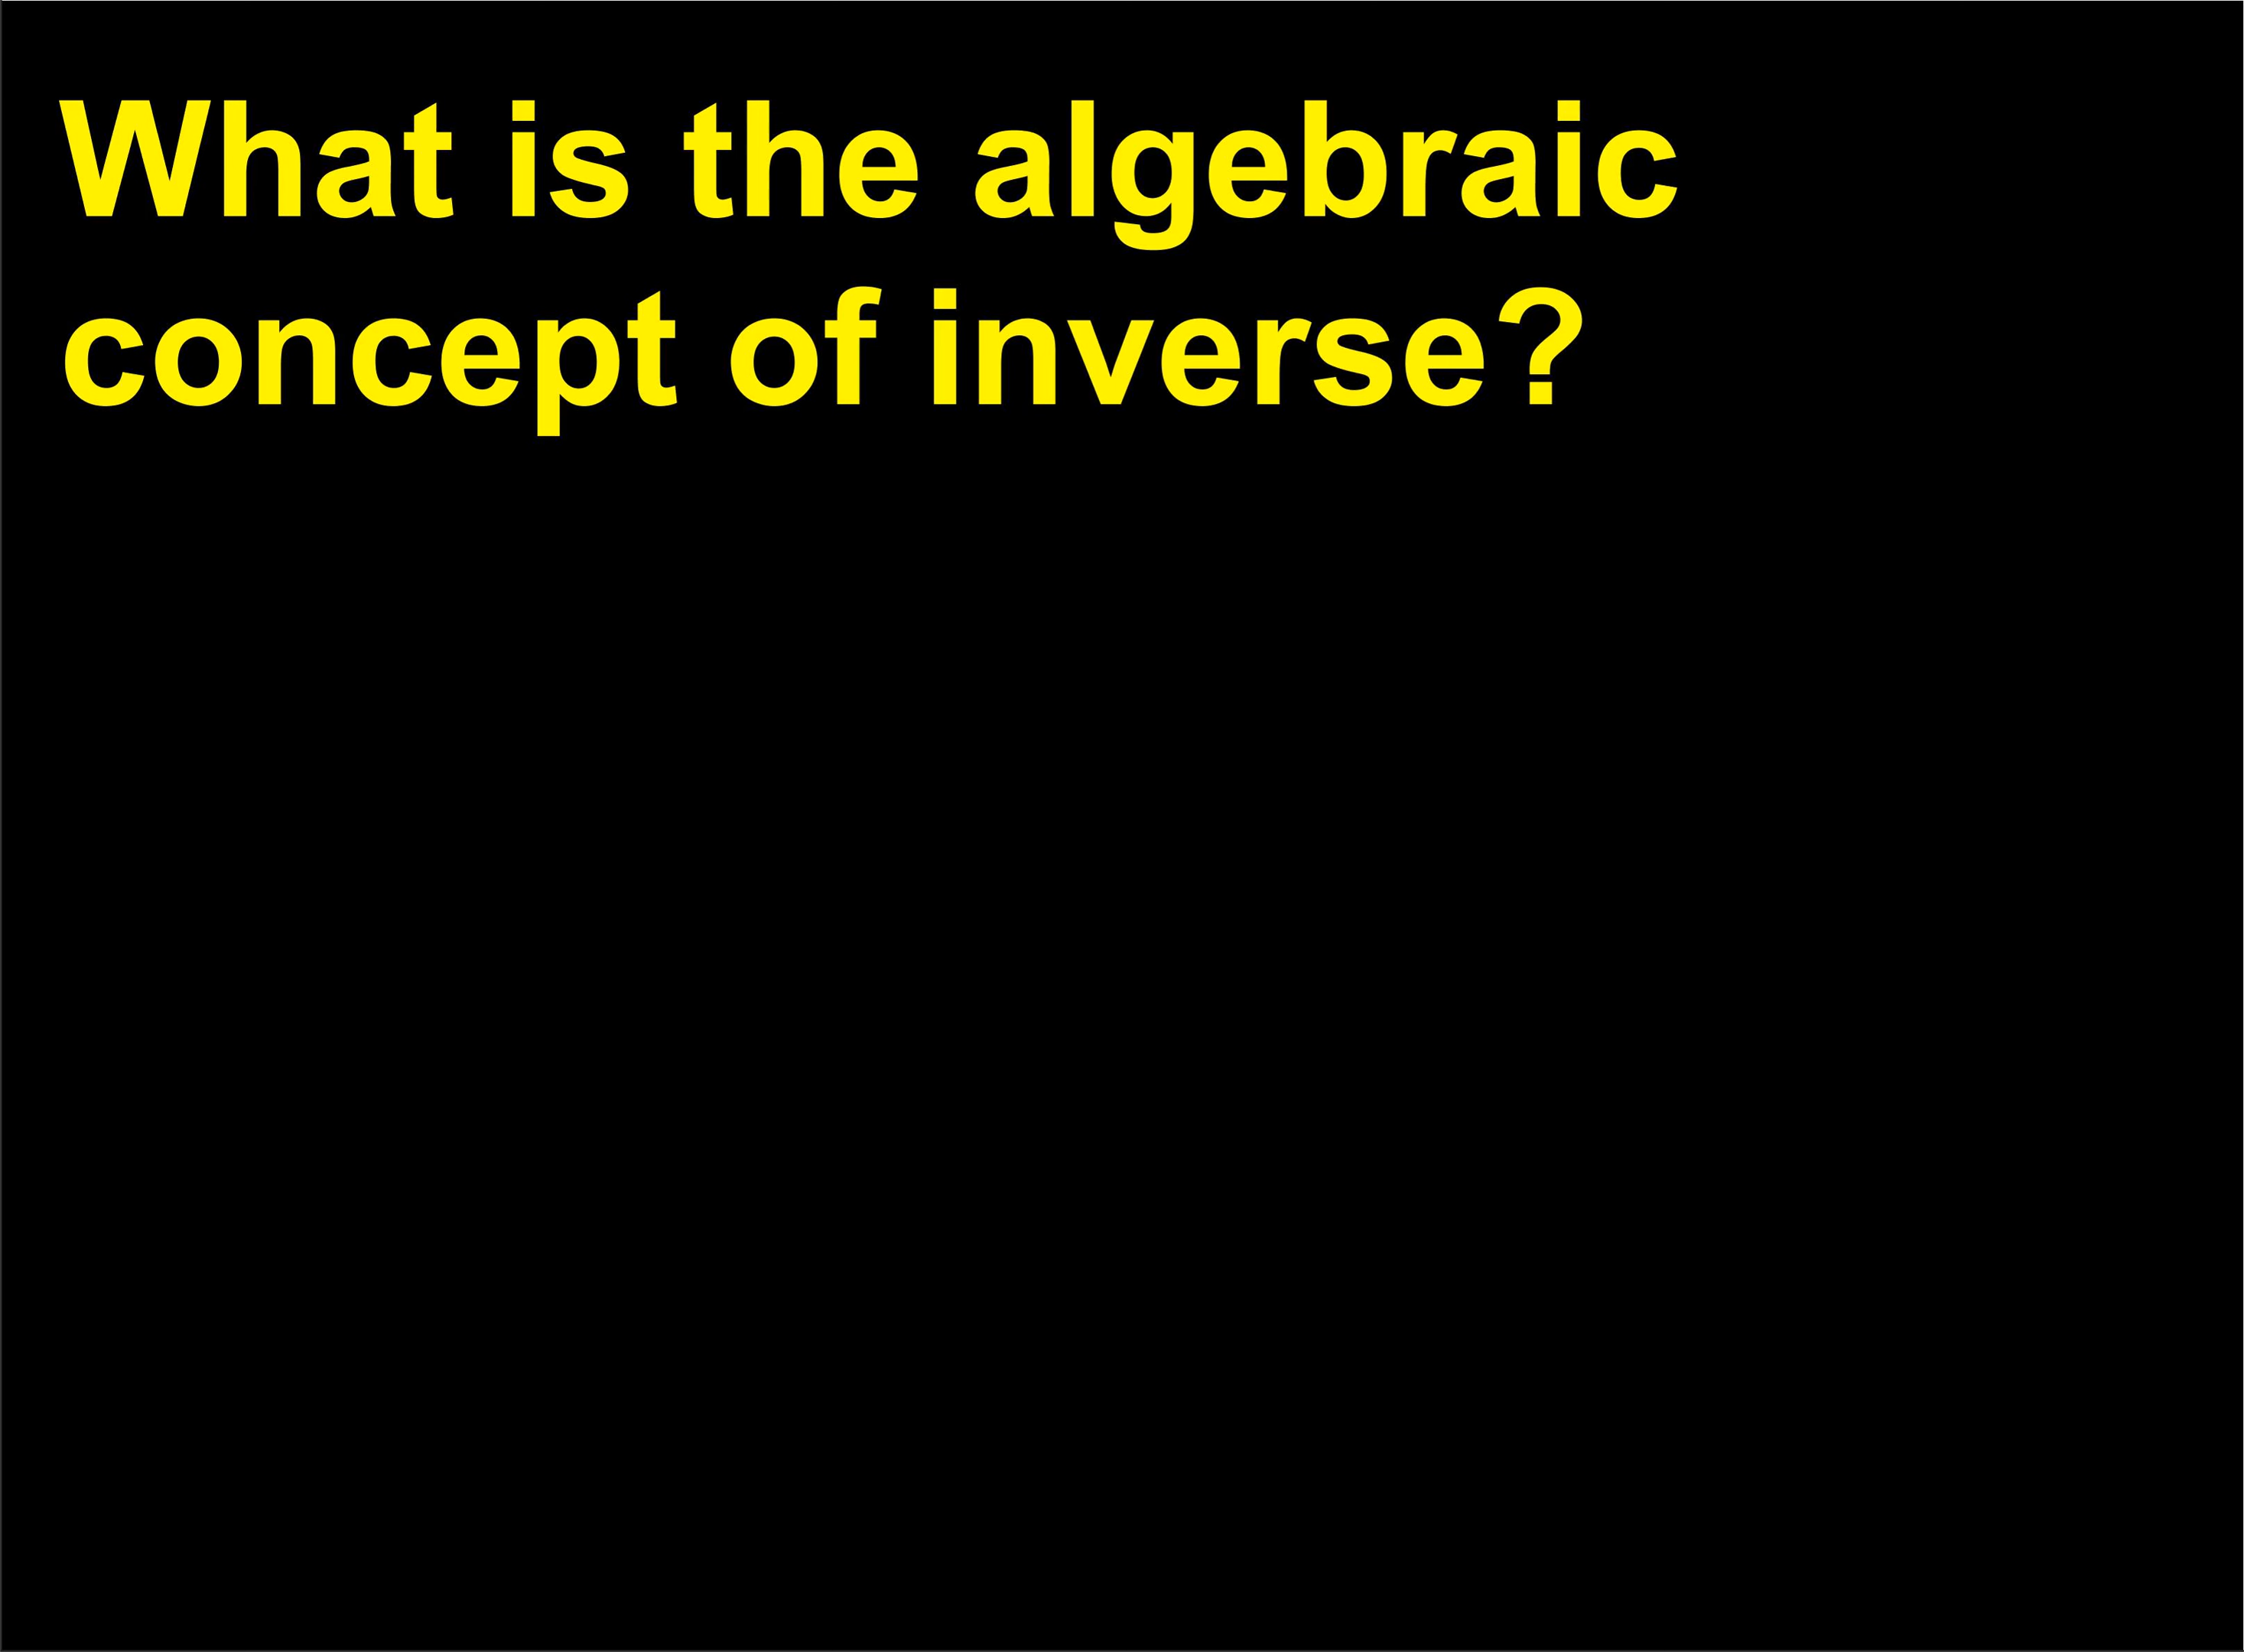 What is the algebraic
concept of inverse?